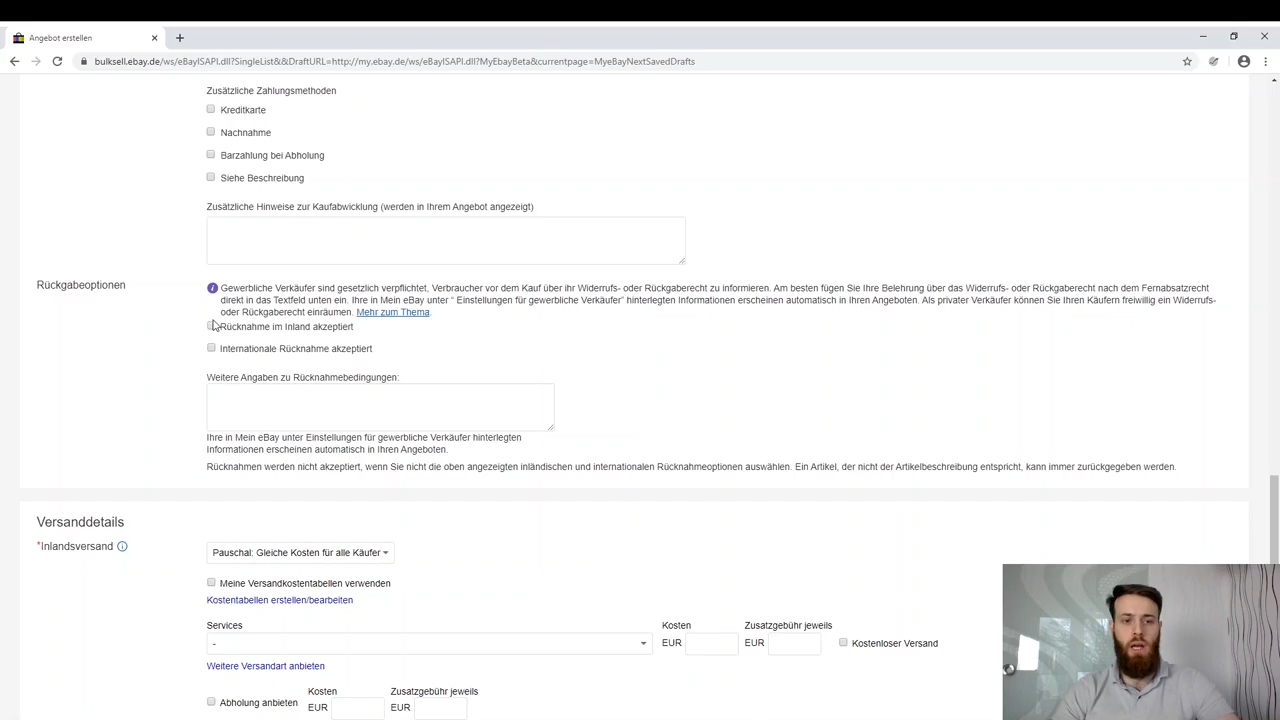 Angebot erstellen
bulksell.ebay.de/ws/eBayISAPI.dll?SingleList&&DraftURL=http://my.ebay.de/ws/eBayISAPI.dll?MyEbayBeta&currentpage=MyeBayNextSavedDrafts
Zusätzliche Zahlungsmethoden
Kreditkarte
Nachnahme
Barzahlung bei Abholung
Siehe Beschreibung
Zusätzliche Hinweise zur Kaufabwicklung (werden in Ihrem Angebot angezeigt)
Rückgabeoptionen
Gewerbliche Verkäufer sind gesetzlich verpflichtet, Verbraucher vor dem Kauf über ihr Widerrufs- oder Rückgaberecht zu informieren. Am besten fügen Sie Ihre Belehrung über das Widerrufs- oder Rückgaberecht nach dem Fernabsatzrecht
direkt in das Textfeld unten ein. Ihre in Mein eBay unter “ Einstellungen für gewerbliche Verkäufer” hinterlegten Informationen erscheinen automatisch in Ihren Angeboten. Als privater Verkäufer können Sie Ihren Käufern freiwillig ein Widerrufs-
oder Rückgaberecht einräumen. Mehr zum Thema.
Rücknahme im Inland akzeptiert
Internationale Rücknahme akzeptiert
Weitere Angaben zu Rücknahmebedingungen:
Ihre in Mein eBay unter Einstellungen für gewerbliche Verkäufer hinterlegten
Informationen erscheinen automatisch in Ihren Angeboten.
Rücknahmen werden nicht akzeptiert, wenn Sie nicht die oben angezeigten inländischen und internationalen Rücknahmeoptionen auswählen. Ein Artikel, der nicht der Artikelbeschreibung entspricht, kann immer zurückgegeben werden.
Versanddetails
*Inlandsversand
Pauschal: Gleiche Kosten für alle Käufer
Meine Versandkostentabellen verwenden
Kostentabellen erstellen/bearbeiten
Services Kosten Zusatzgebühr jeweils
- EUR EUR Kostenloser Versand
Weitere Versandart anbieten
Kosten Zusatzgebühr jeweils
Abholung anbieten EUR EUR